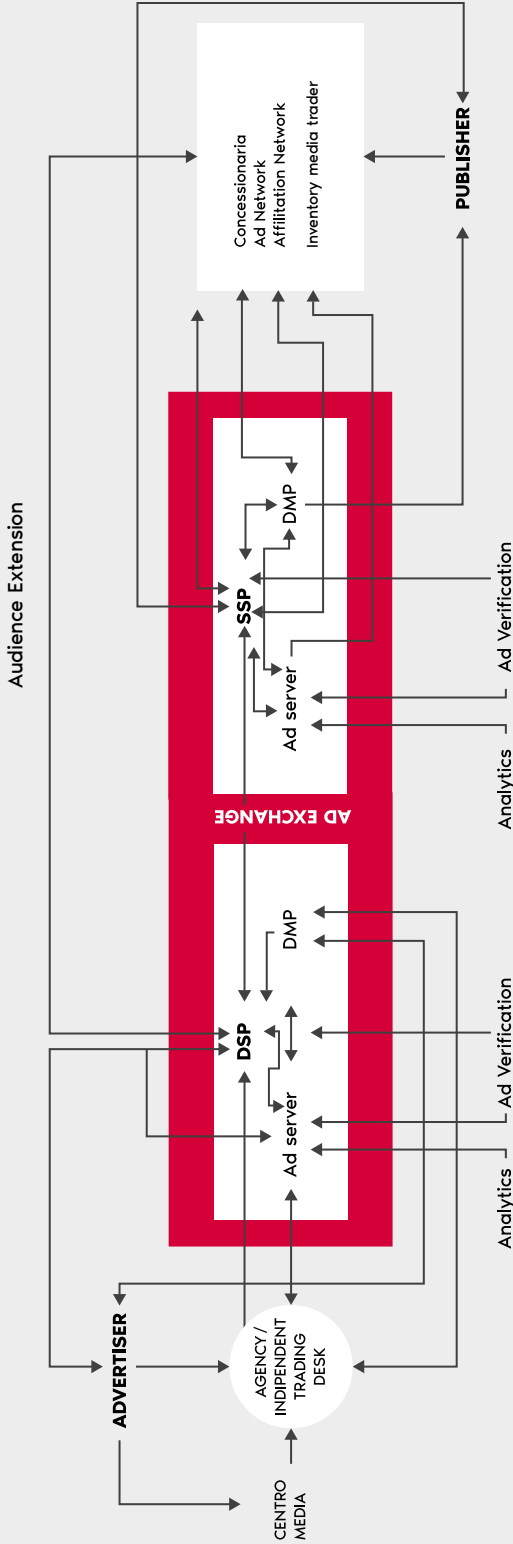 Audience Extension
ADVERTISER
CENTRO
MEDIA
AGENCY /
INDIPENDENT
TRADING
DESK
DSP
Ad server
DMP
AD EXCHANGE
SSP
Ad server
DMP
Concessionaria
Ad Network
Affilitation Network
Inventory media trader
PUBLISHER
Analytics
Ad Verification
Analytics
Ad Verification